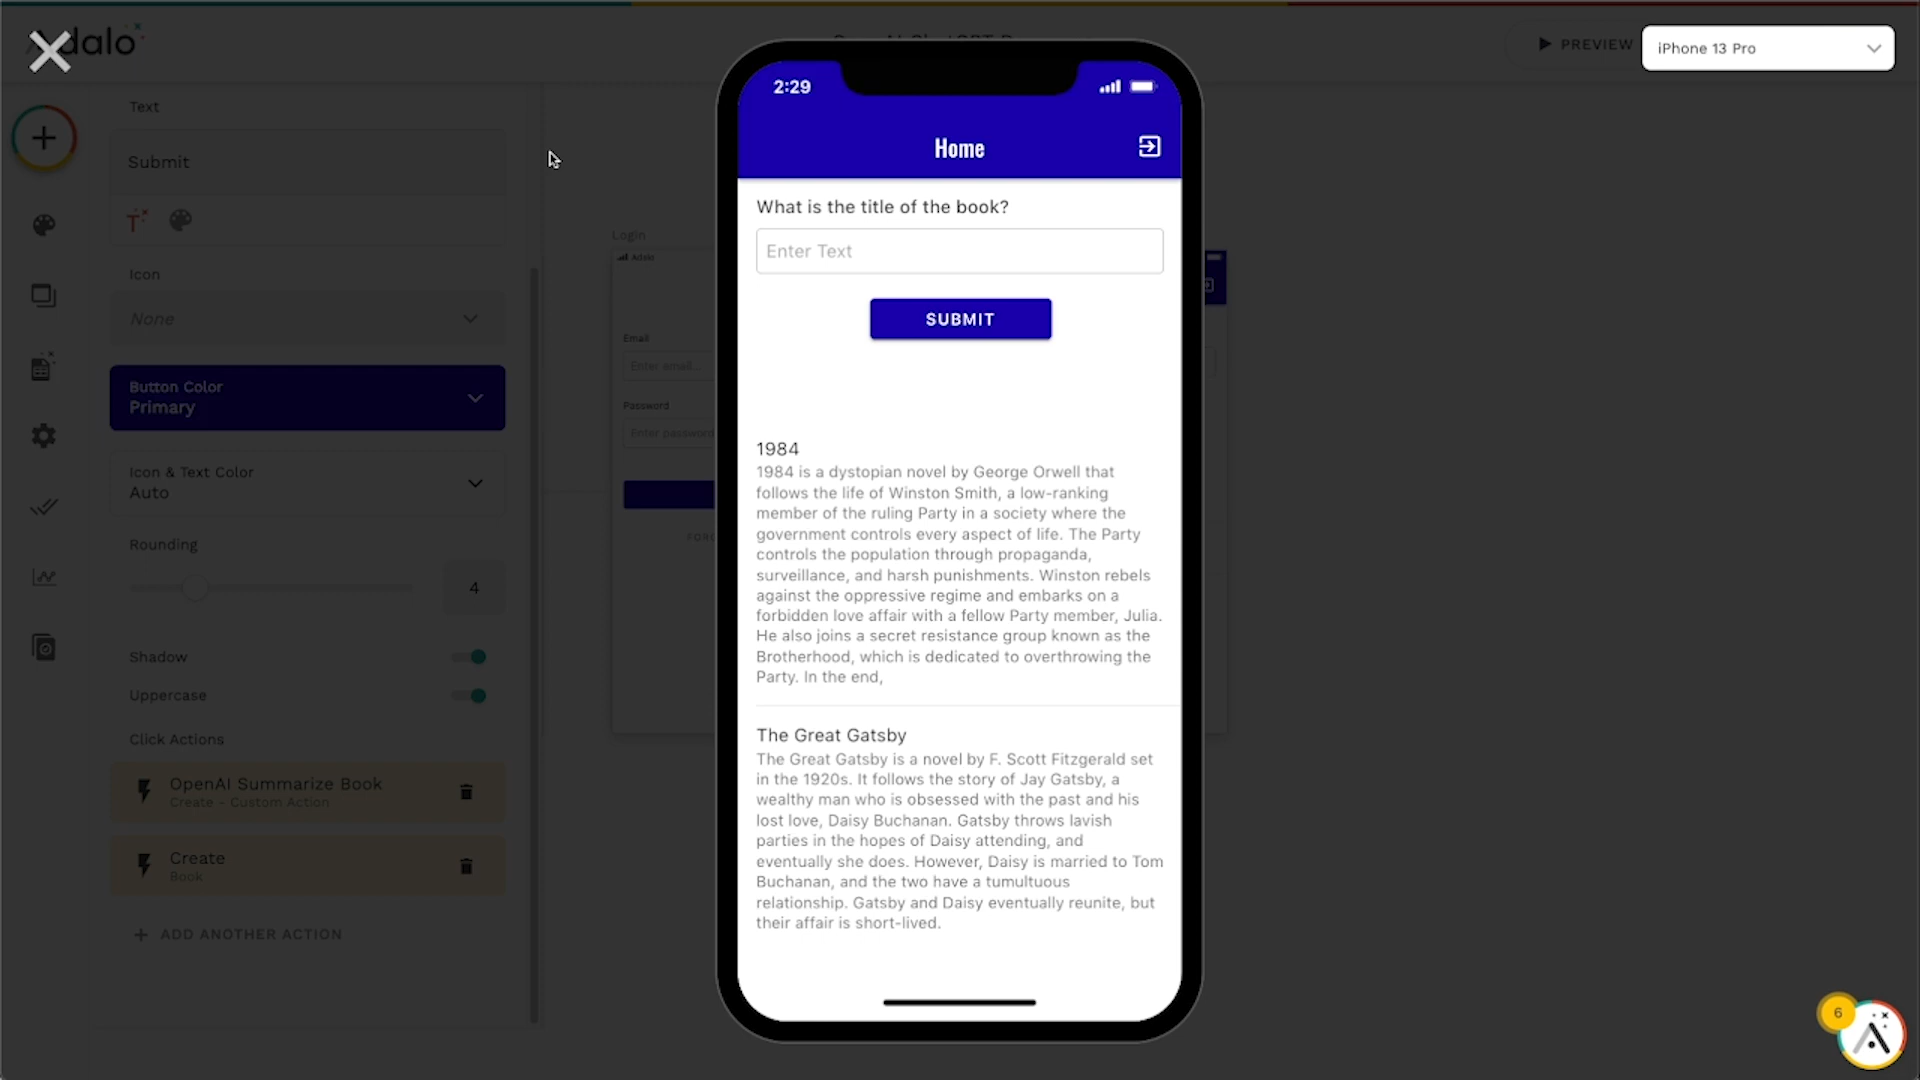 Adalo
PREVIEW
iPhone 13 Pro
Text
Submit
Icon
None
Button Color
Primary
Icon & Text Color
Auto
Rounding
4
Shadow
Uppercase
Click Actions
OpenAI Summarize Book
Create - Custom Action
Create
Book
ADD ANOTHER ACTION
Login
Adalo
Email
Enter email...
Password
Enter password
2:29
Home
What is the title of the book?
Enter Text
SUBMIT
1984
1984 is a dystopian novel by George Orwell that
follows the life of Winston Smith, a low-ranking
member of the ruling Party in a society where the
government controls every aspect of life. The Party
controls the population through propaganda,
surveillance, and harsh punishments. Winston rebels
against the oppressive regime and embarks on a
forbidden love affair with a fellow Party member, Julia.
He also joins a secret resistance group known as the
Brotherhood, which is dedicated to overthrowing the
Party. In the end,
The Great Gatsby
The Great Gatsby is a novel by F. Scott Fitzgerald set
in the 1920s. It follows the story of Jay Gatsby, a
wealthy man who is obsessed with the past and his
lost love, Daisy Buchanan. Gatsby throws lavish
parties in the hopes of Daisy attending, and
eventually she does. However, Daisy is married to Tom
Buchanan, and the two have a tumultuous
relationship. Gatsby and Daisy eventually reunite, but
their affair is short-lived.
6